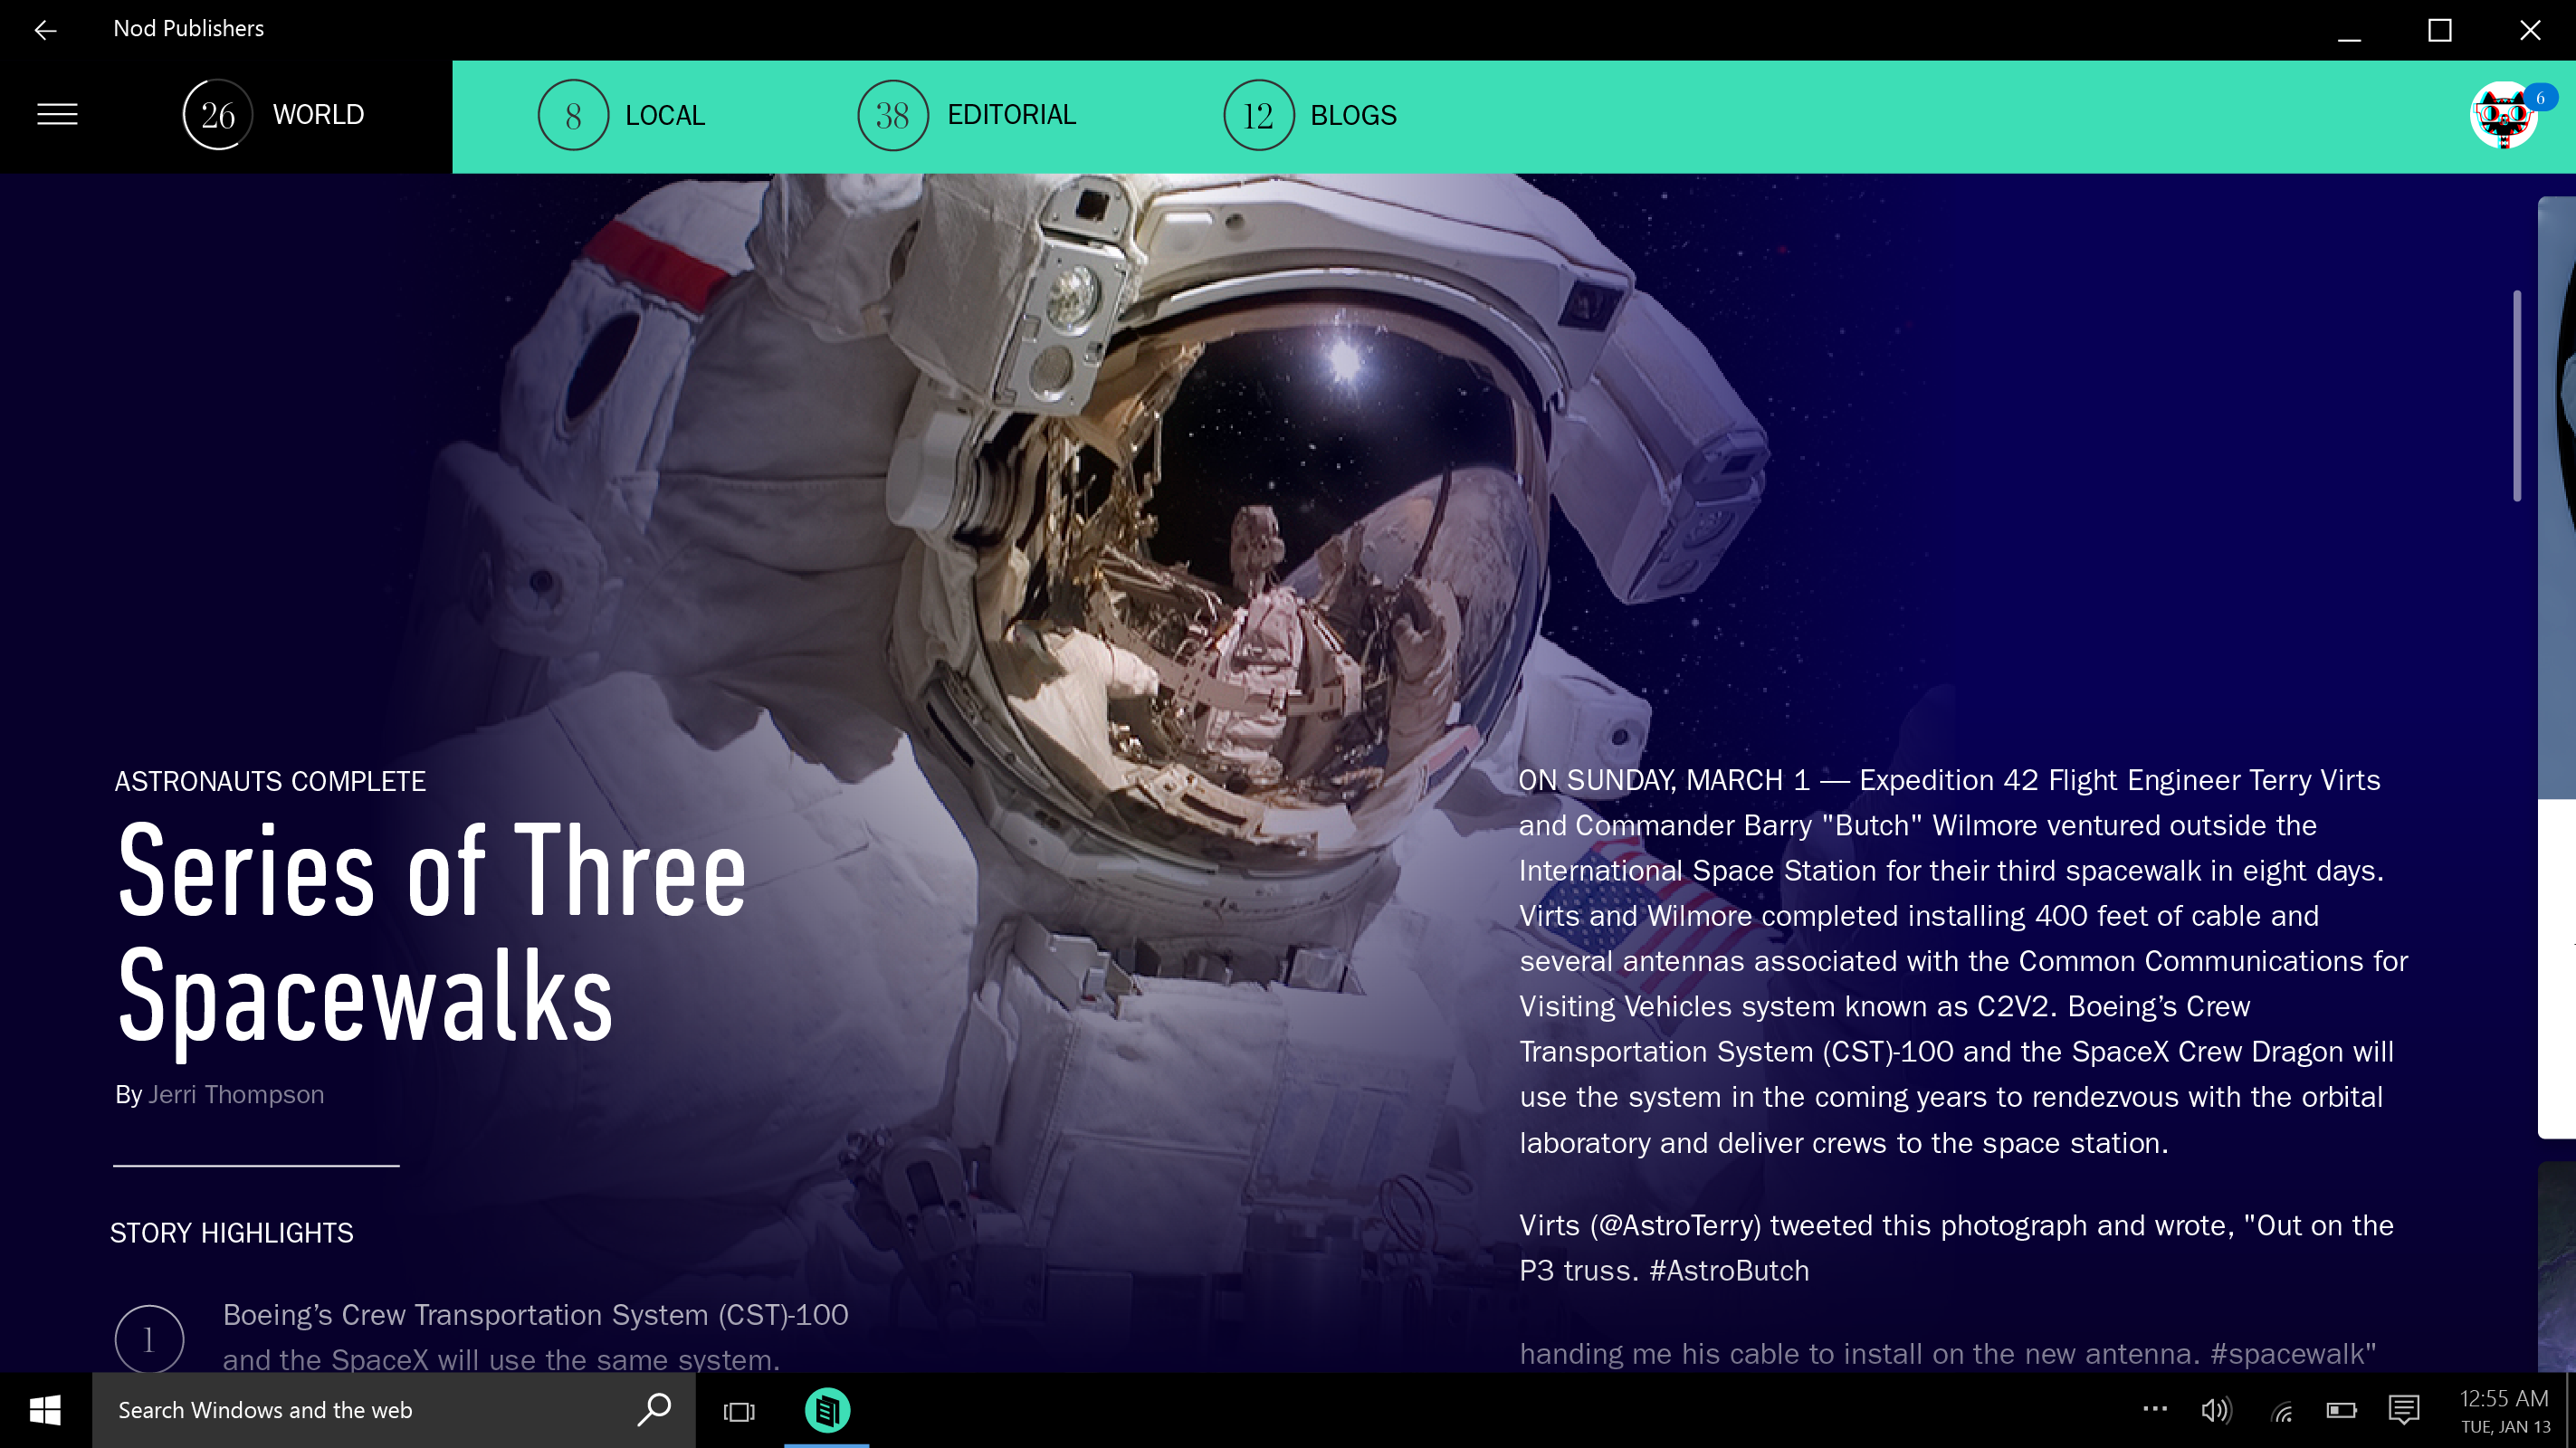 Nod Publishers
26 WORLD
8 LOCAL
38 EDITORIAL
12 BLOGS
6
ASTRONAUTS COMPLETE
Series of Three
Spacewalks
By Jerri Thompson
STORY HIGHLIGHTS
1
Boeing’s Crew Transportation System (CST)-100
and the SpaceX will use the same system.
ON SUNDAY, MARCH 1 — Expedition 42 Flight Engineer Terry Virts
and Commander Barry "Butch" Wilmore ventured outside the
International Space Station for their third spacewalk in eight days.
Virts and Wilmore completed installing 400 feet of cable and
several antennas associated with the Common Communications for
Visiting Vehicles system known as C2V2. Boeing’s Crew
Transportation System (CST)-100 and the SpaceX Crew Dragon will
use the system in the coming years to rendezvous with the orbital
laboratory and deliver crews to the space station.
Virts (@AstroTerry) tweeted this photograph and wrote, "Out on the
P3 truss. #AstroButch
handing me his cable to install on the new antenna. #spacewalk"
Search Windows and the web
12:55 AM
TUE, JAN 13